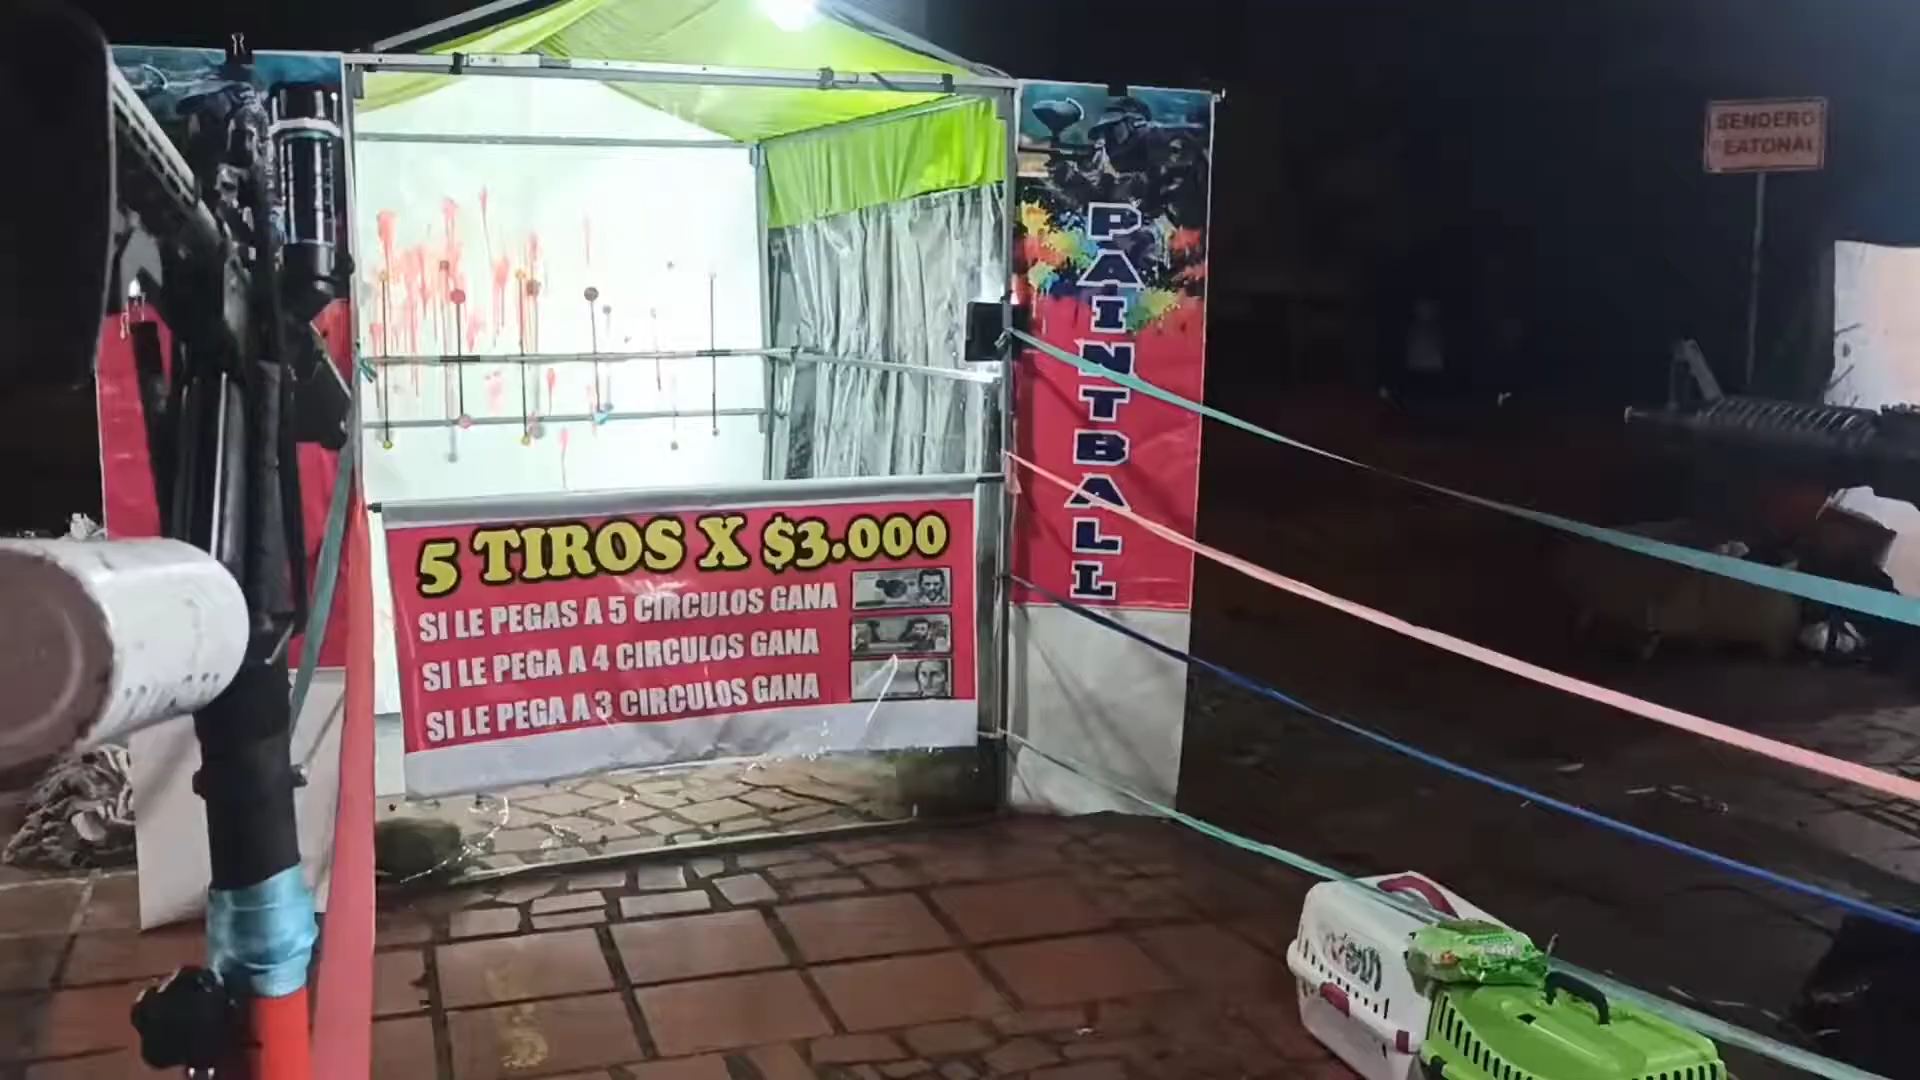 SENDERO
PEATONAL
PAINTBALL
5 TIROS X $3.000
SI LE PEGAS A 5 CIRCULOS GANA
SI LE PEGA A 4 CIRCULOS GANA
SI LE PEGA A 3 CIRCULOS GANA